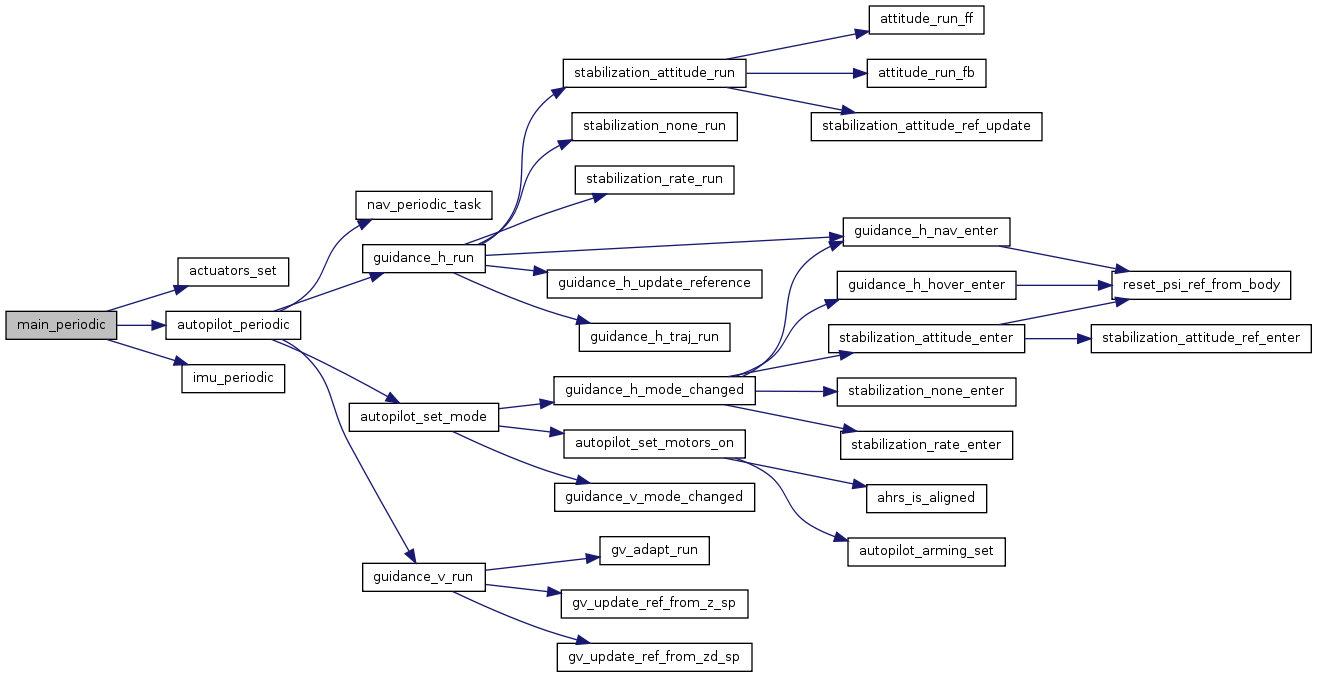 main_periodic
actuators_set
autopilot_periodic
imu_periodic
nav_periodic_task
guidance_h_run
autopilot_set_mode
guidance_v_run
stabilization_attitude_run
stabilization_none_run
stabilization_rate_run
guidance_h_update_reference
guidance_h_traj_run
guidance_h_mode_changed
autopilot_set_motors_on
guidance_v_mode_changed
gv_adapt_run
gv_update_ref_from_z_sp
gv_update_ref_from_zd_sp
attitude_run_ff
attitude_run_fb
stabilization_attitude_ref_update
guidance_h_nav_enter
guidance_h_hover_enter
stabilization_attitude_enter
stabilization_none_enter
stabilization_rate_enter
ahrs_is_aligned
autopilot_arming_set
reset_psi_ref_from_body
stabilization_attitude_ref_enter